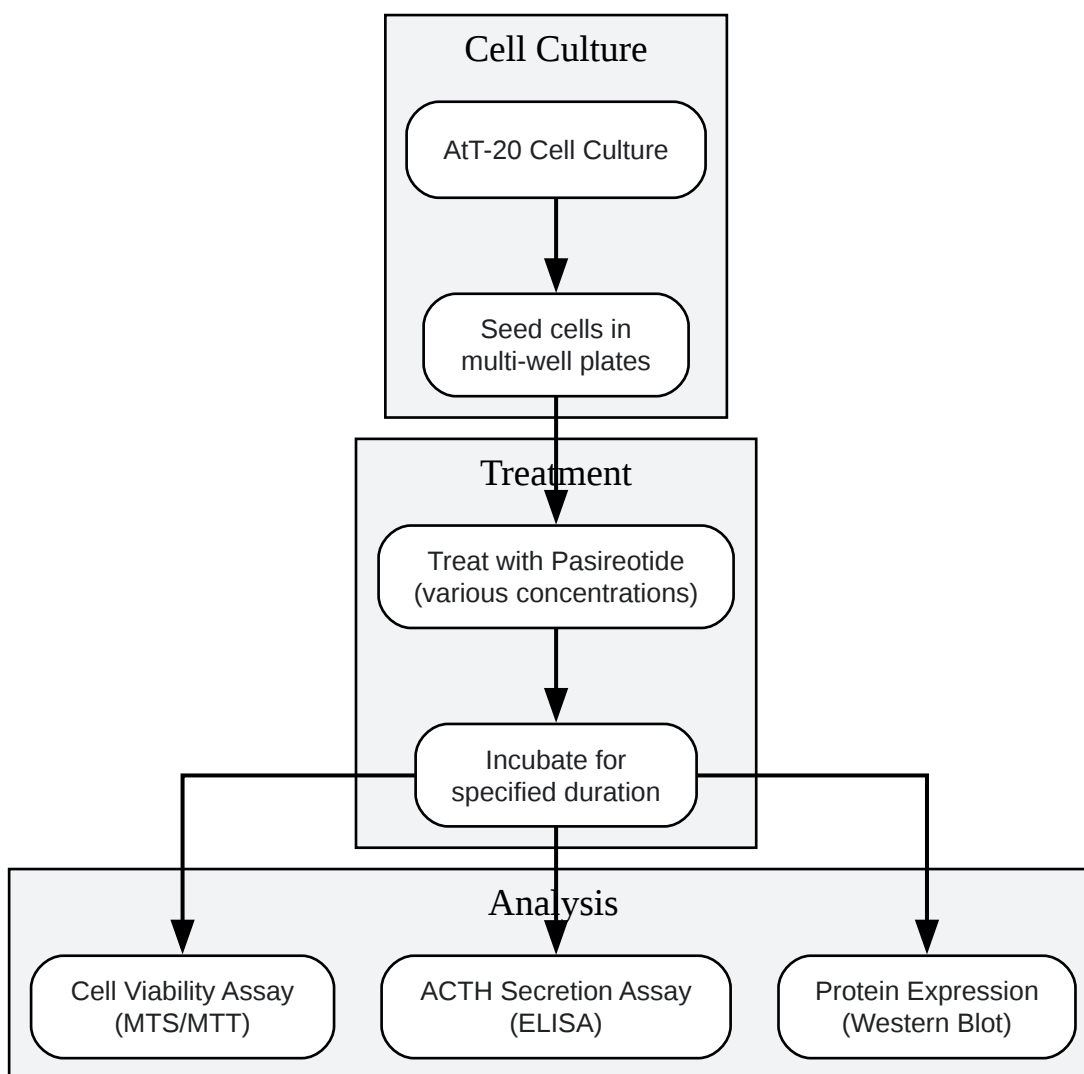 Cell Culture
AtT-20 Cell Culture
Seed cells in
multi-well plates
Treatment
Treat with Pasireotide
(various concentrations)
Incubate for
specified duration
Analysis
Cell Viability Assay
(MTS/MTT)
ACTH Secretion Assay
(ELISA)
Protein Expression
(Western Blot)